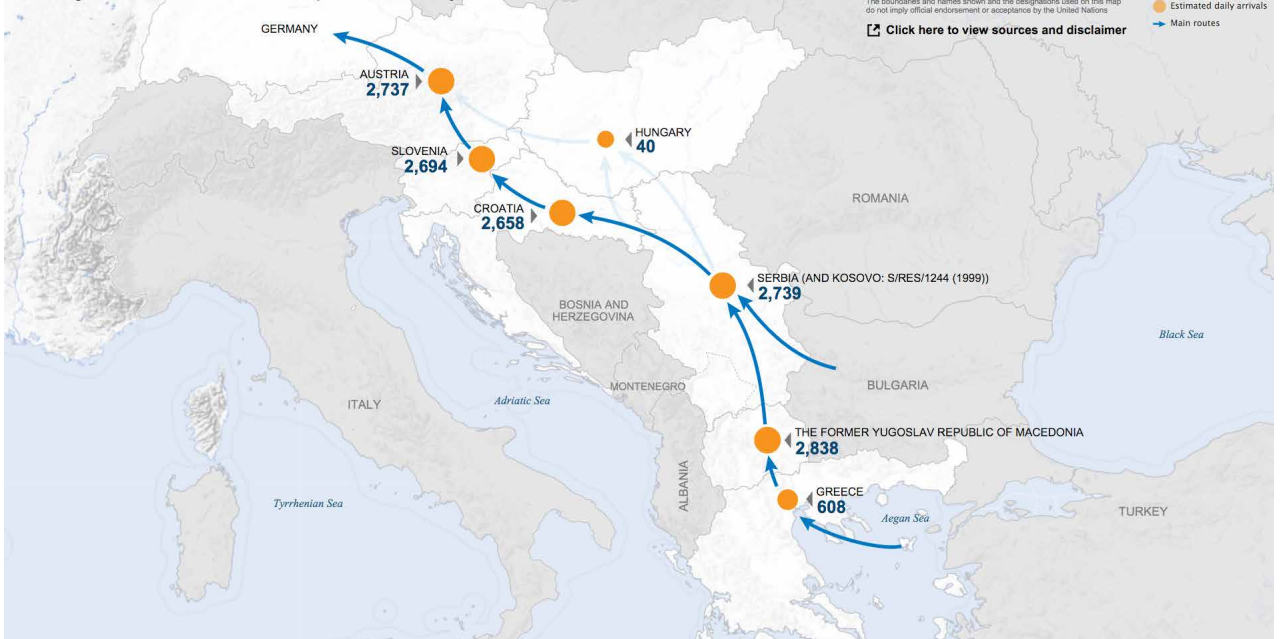 The boundaries and names shown and the designations used on this map
do not imply official endorsement or acceptance by the United Nations
Click here to view sources and disclaimer
Estimated daily arrivals
Main routes
GERMANY
AUSTRIA
2,737
HUNGARY
40
SLOVENIA
2,694
ROMANIA
CROATIA
2,658
SERBIA (AND KOSOVO: S/RES/1244 (1999))
2,739
BOSNIA AND
HERZEGOVINA
Black Sea
MONTENEGRO
BULGARIA
ITALY
Adriatic Sea
THE FORMER YUGOSLAV REPUBLIC OF MACEDONIA
2,838
ALBANIA
GREECE
608
Tyrrhenian Sea
Aegan Sea
TURKEY